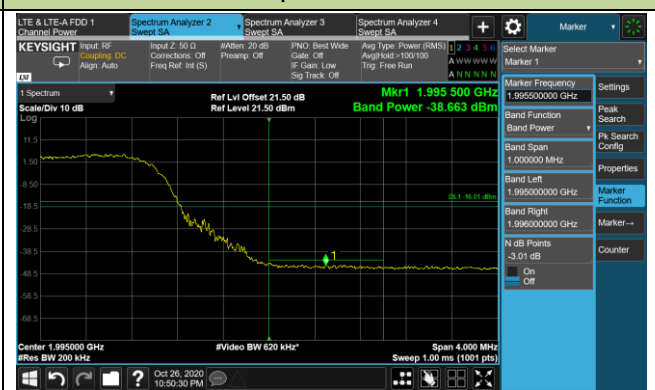 LTE & LTE-A FDD 1
Channel Power
Spectrum Analyzer 2
Swept SA
Spectrum Analyzer 3
Swept SA
Spectrum Analyzer 4
Swept SA
+
Marker
KEYSIGHT
LXI
Input: RF
Coupling: DC
Align: Auto
Input Z: 50 Ω
Corrections: Off
Freq Ref: Int (S)
#Atten: 20 dB
Preamp: Off
PNO: Best Wide
Gate: Off
IF Gain: Low
Sig Track: Off
Avg Type: Power (RMS)
Avg|Hold:>100/100
Trig: Free Run
1 2 3 4 5 6
A W W W W W
A N N N N N
Select Marker
Marker 1
1 Spectrum
Scale/Div 10 dB
Log
Ref Lvl Offset 21.50 dB
Ref Level 21.50 dBm
Mkr1 1.995 500 GHz
Band Power -38.663 dBm
11.5
1.50
-8.50
-18.5
-28.5
-38.5
-48.5
-58.5
-68.5
DL1 -16.01 dBm
1
Center 1.995000 GHz
#Res BW 200 kHz
#Video BW 620 kHz*
Span 4.000 MHz
Sweep 1.00 ms (1001 pts)
Marker Frequency
1.995500000 GHz
Band Function
Band Power
Band Span
1.000000 MHz
Band Left
1.995000000 GHz
Band Right
1.996000000 GHz
N dB Points
-3.01 dB
On
Off
Settings
Peak
Search
Pk Search
Config
Properties
Marker
Function
Marker→
Counter
?
Oct 26, 2020
10:50:30 PM